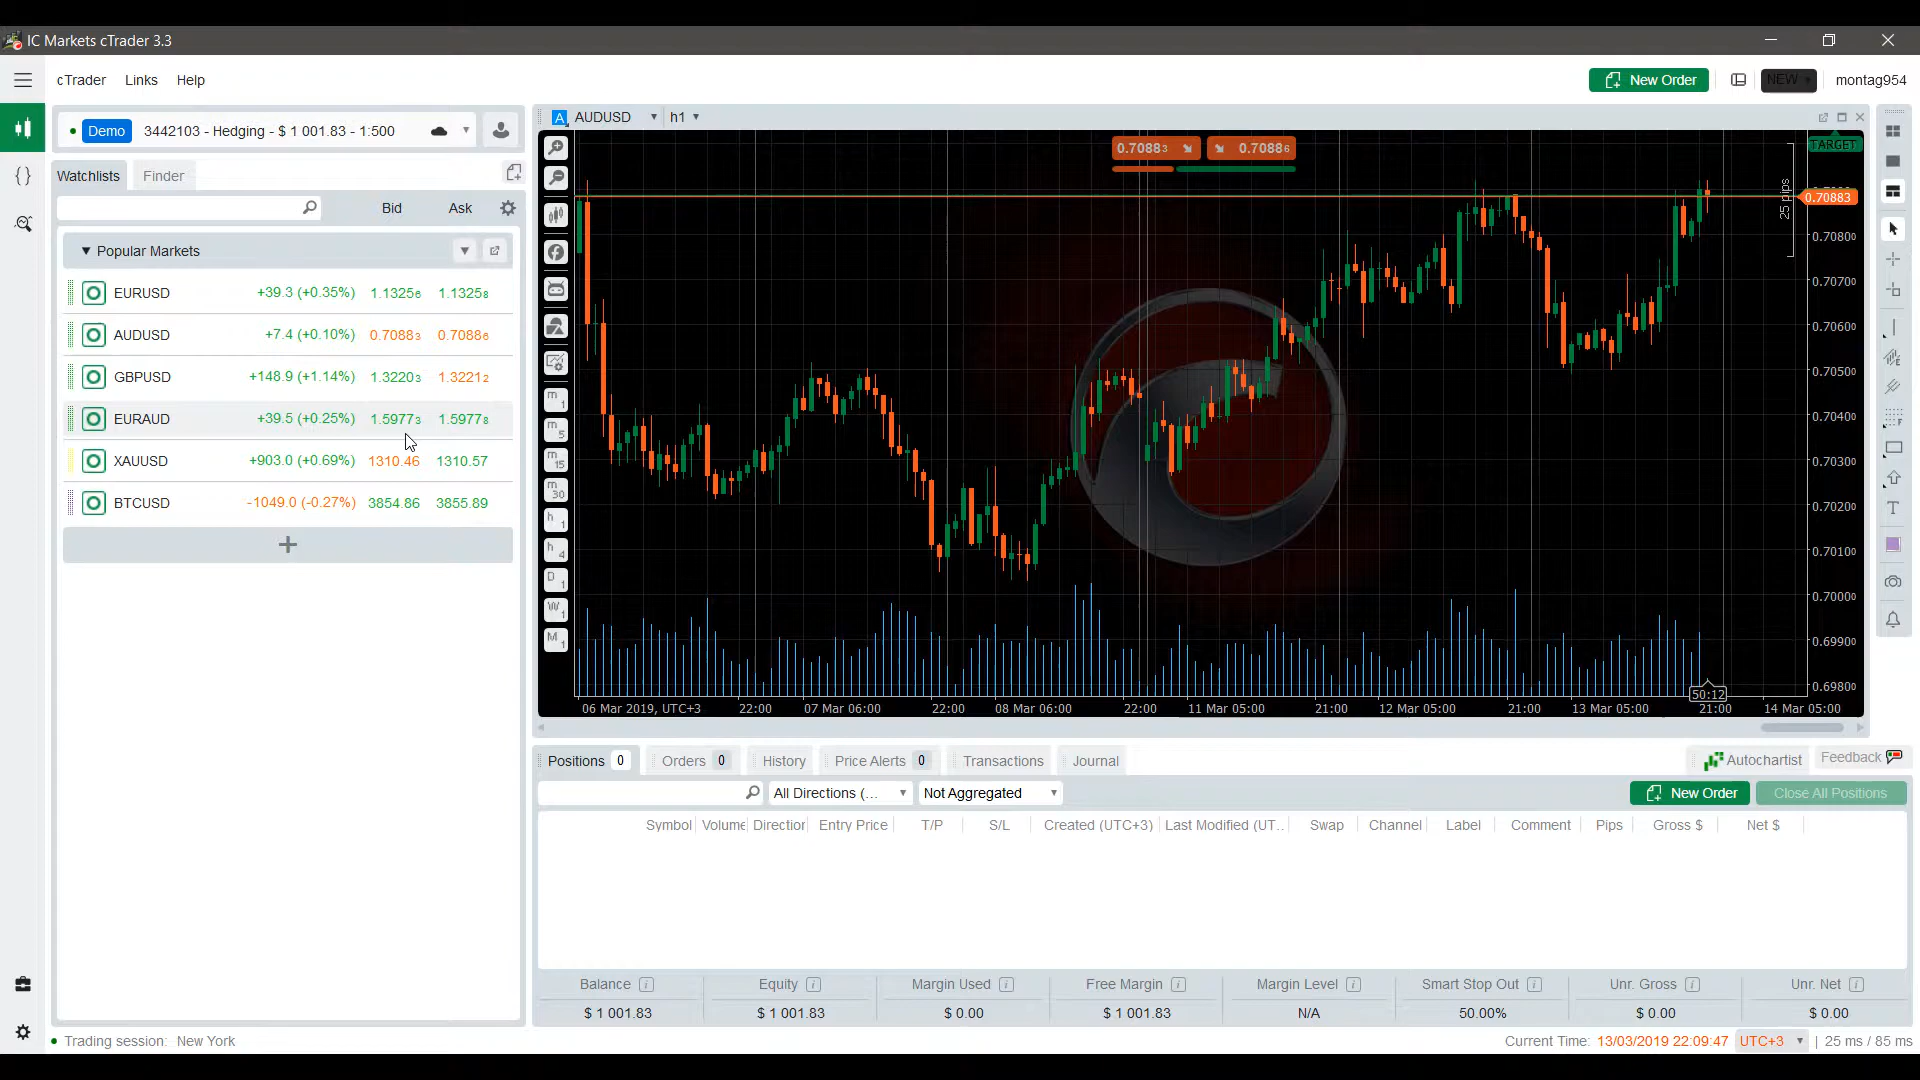 IC Markets cTrader 3.3
cTrader Links Help
New Order
NEW
montag954
Demo 3442103 - Hedging - $ 1 001.83 - 1:500
Watchlists Finder
Bid Ask
Popular Markets
EURUSD +39.3 (+0.35%) 1.13256 1.13258
AUDUSD +7.4 (+0.10%) 0.70883 0.70886
GBPUSD +148.9 (+1.14%) 1.32203 1.32212
EURAUD +39.5 (+0.25%) 1.59773 1.59778
XAUUSD +903.0 (+0.69%) 1310.46 1310.57
BTCUSD -1049.0 (-0.27%) 3854.86 3855.89
+
A AUDUSD h1
0.70883 0.70886
TARGET
25 pips
0.70883
0.70800
0.70700
0.70600
0.70500
0.70400
0.70300
0.70200
0.70100
0.70000
0.69900
0.69800
m 1
m 5
m 15
m 30
h 1
h 4
D 1
W 1
M 1
50:12
06 Mar 2019, UTC+3 22:00 07 Mar 06:00 22:00 08 Mar 06:00 22:00 11 Mar 05:00 21:00 12 Mar 05:00 21:00 13 Mar 05:00 21:00 14 Mar 05:00
T
Positions 0 Orders 0 History Price Alerts 0 Transactions Journal
Autochartist Feedback
All Directions (... Not Aggregated
New Order Close All Positions
Symbol Volume Direction Entry Price T/P S/L Created (UTC+3) Last Modified (UT... Swap Channel Label Comment Pips Gross $ Net $
Balance Equity Margin Used Free Margin Margin Level Smart Stop Out Unr. Gross Unr. Net
$ 1 001.83 $ 1 001.83 $ 0.00 $ 1 001.83 N/A 50.00% $ 0.00 $ 0.00
Trading session: New York
Current Time: 13/03/2019 22:09:47 UTC+3 | 25 ms / 85 ms